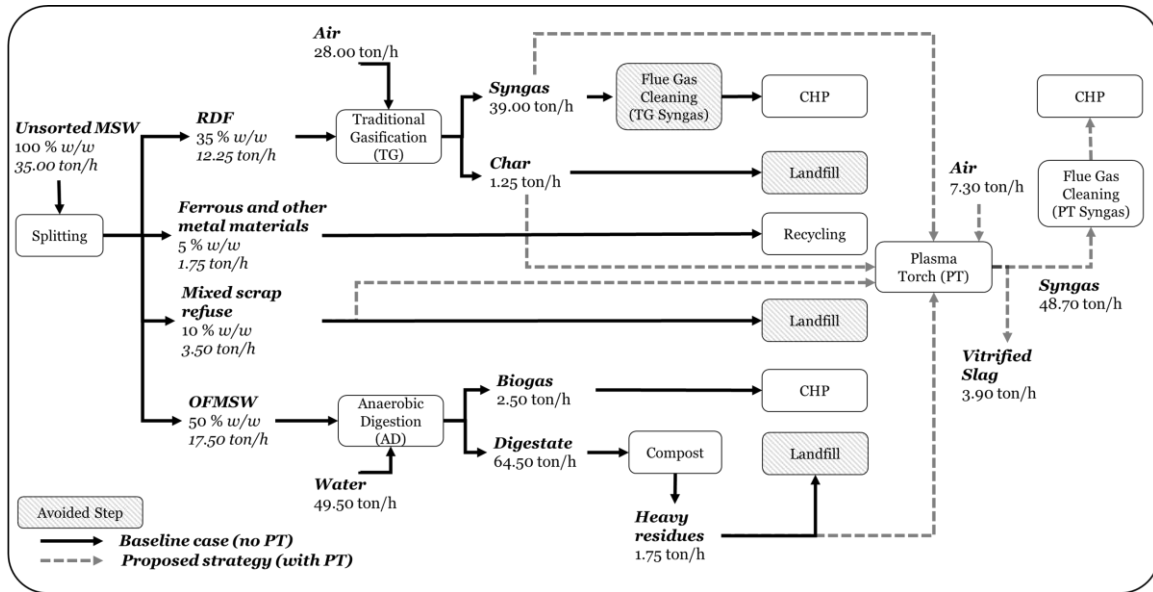 Unsorted MSW
100 % w/w
35.00 ton/h
Splitting
RDF
35 % w/w
12.25 ton/h
Air
28.00 ton/h
Traditional
Gasification
(TG)
Syngas
39.00 ton/h
Flue Gas
Cleaning
(TG Syngas)
CHP
Char
1.25 ton/h
Landfill
Ferrous and other
metal materials
5 % w/w
1.75 ton/h
Recycling
Mixed scrap
refuse
10 % w/w
3.50 ton/h
Landfill
OFMSW
50 % w/w
17.50 ton/h
Anaerobic
Digestion
(AD)
Water
49.50 ton/h
Biogas
2.50 ton/h
CHP
Digestate
64.50 ton/h
Compost
Landfill
Heavy
residues
1.75 ton/h
Air
7.30 ton/h
Plasma
Torch (PT)
CHP
Flue Gas
Cleaning
(PT Syngas)
Syngas
48.70 ton/h
Vitrified
Slag
3.90 ton/h
Avoided Step
Baseline case (no PT)
Proposed strategy (with PT)